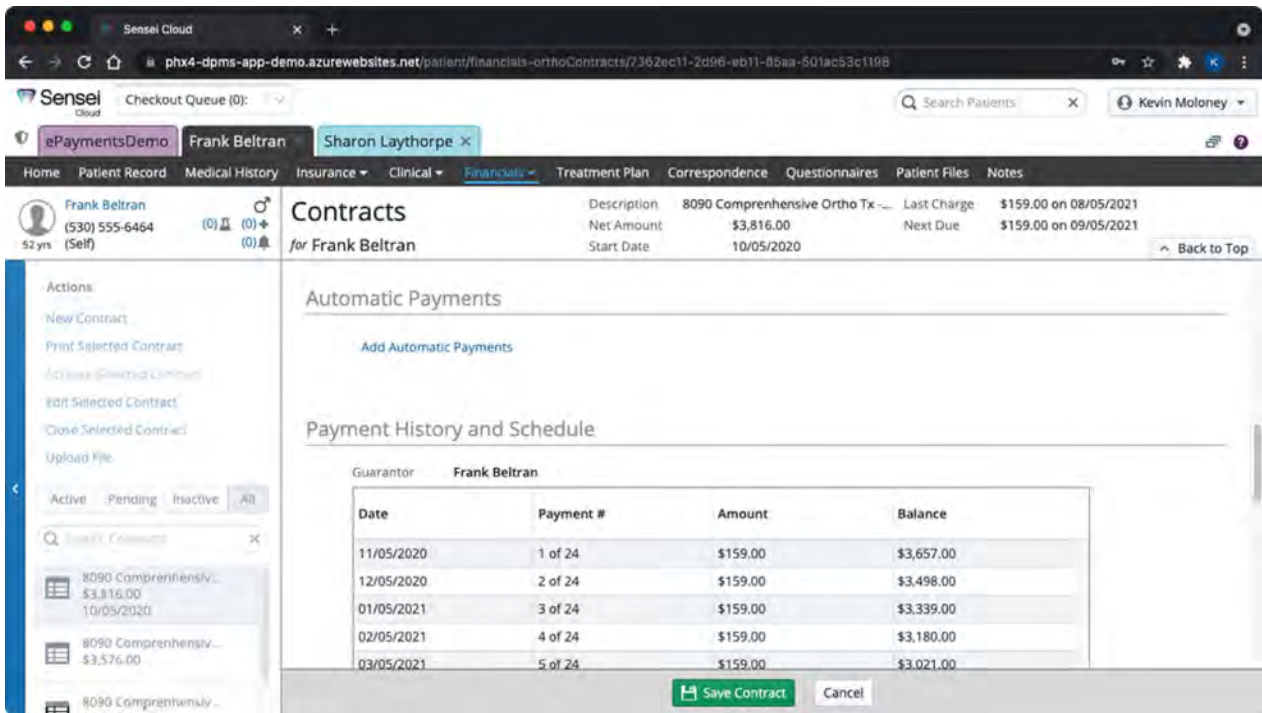 Sensei Cloud
phx4-dpms-app-demo.azurewebsites.net/patient/financials-orthoContracts/7362ec11-2d96-eb11-85aa-501ac53c1198
K
Sensei
Cloud
Checkout Queue (0):
Search Patients
Kevin Moloney
ePaymentsDemo
Frank Beltran
Sharon Laythorpe
Home Patient Record Medical History Insurance Clinical Financials Treatment Plan Correspondence Questionnaires Patient Files Notes
Frank Beltran
(530) 555-6464
(Self)
52 yrs
(0) (0)
(0)
Contracts
for Frank Beltran
Description 8090 Comprenhensive Ortho Tx -...
Net Amount $3,816.00
Start Date 10/05/2020
Last Charge $159.00 on 08/05/2021
Next Due $159.00 on 09/05/2021
Back to Top
Actions
New Contract
Print Selected Contract
Edit Selected Contract
Close Selected Contract
Upload File
Active Pending Inactive All
8090 Comprenhensiv...
$3,816.00
10/05/2020
8090 Comprenhensiv...
$3,576.00
8090 Comprenhensiv...
Automatic Payments
Add Automatic Payments
Payment History and Schedule
Guarantor Frank Beltran
Date Payment # Amount Balance
11/05/2020 1 of 24 $159.00 $3,657.00
12/05/2020 2 of 24 $159.00 $3,498.00
01/05/2021 3 of 24 $159.00 $3,339.00
02/05/2021 4 of 24 $159.00 $3,180.00
03/05/2021 5 of 24 $159.00 $3,021.00
Save Contract
Cancel